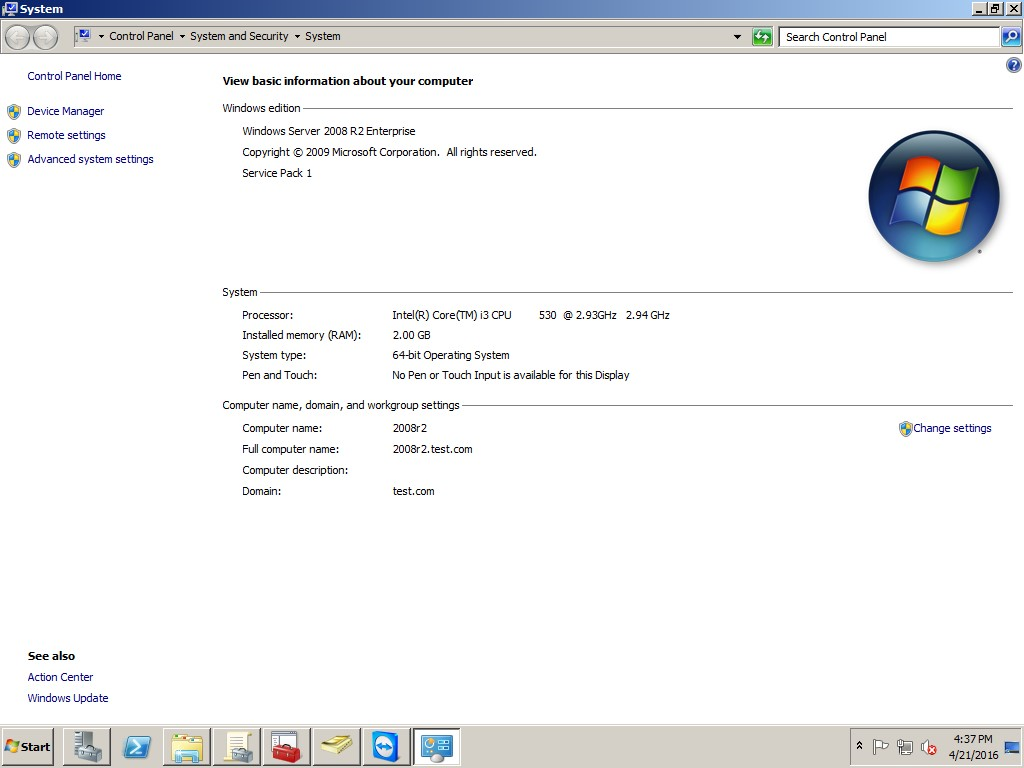 System
Control Panel System and Security System
Search Control Panel
Control Panel Home
Device Manager
Remote settings
Advanced system settings
See also
Action Center
Windows Update
View basic information about your computer
Windows edition
Windows Server 2008 R2 Enterprise
Copyright © 2009 Microsoft Corporation. All rights reserved.
Service Pack 1
System
Processor: Intel(R) Core(TM) i3 CPU 530 @ 2.93GHz 2.94 GHz
Installed memory (RAM): 2.00 GB
System type: 64-bit Operating System
Pen and Touch: No Pen or Touch Input is available for this Display
Computer name, domain, and workgroup settings
Computer name: 2008r2
Change settings
Full computer name: 2008r2.test.com
Computer description:
Domain: test.com
Start
4:37 PM
4/21/2016